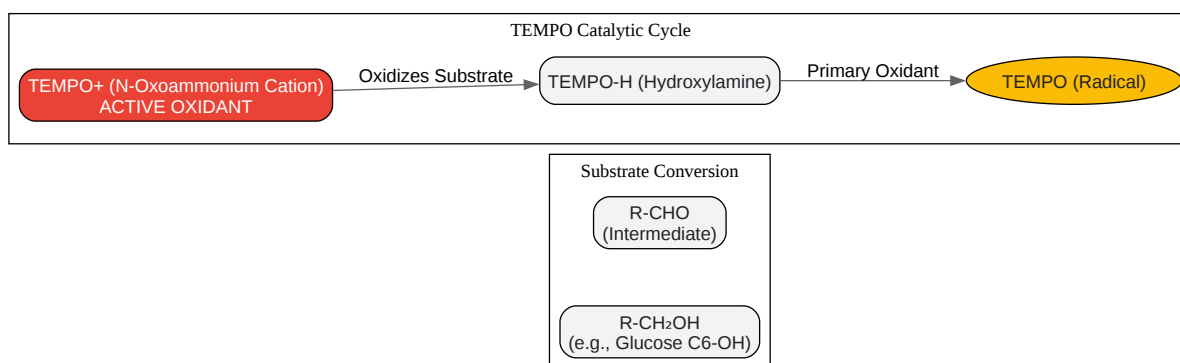 TEMPO Catalytic Cycle
TEMPO+ (N-Oxoammonium Cation)
ACTIVE OXIDANT
Oxidizes Substrate
TEMPO-H (Hydroxylamine)
Primary Oxidant
TEMPO (Radical)
Substrate Conversion
R-CHO
(Intermediate)
R-CH₂OH
(e.g., Glucose C6-OH)